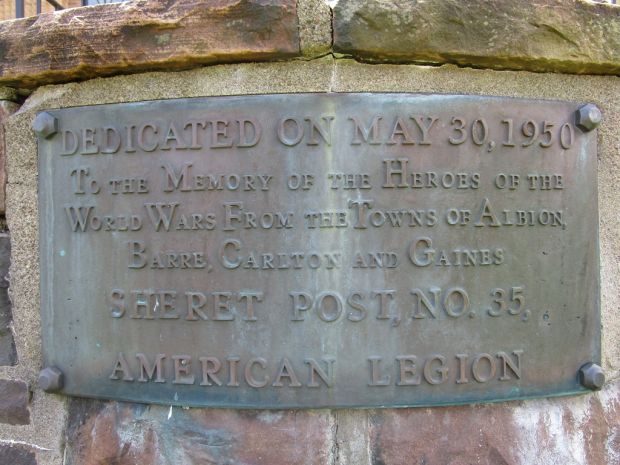 DEDICATED ON MAY 30, 1950
TO THE MEMORY OF THE HEROES OF THE
WORLD WARS FROM THE TOWNS OF ALBION,
BARRE, CARLTON AND GAINES
SHERET POST, NO. 35,
AMERICAN LEGION